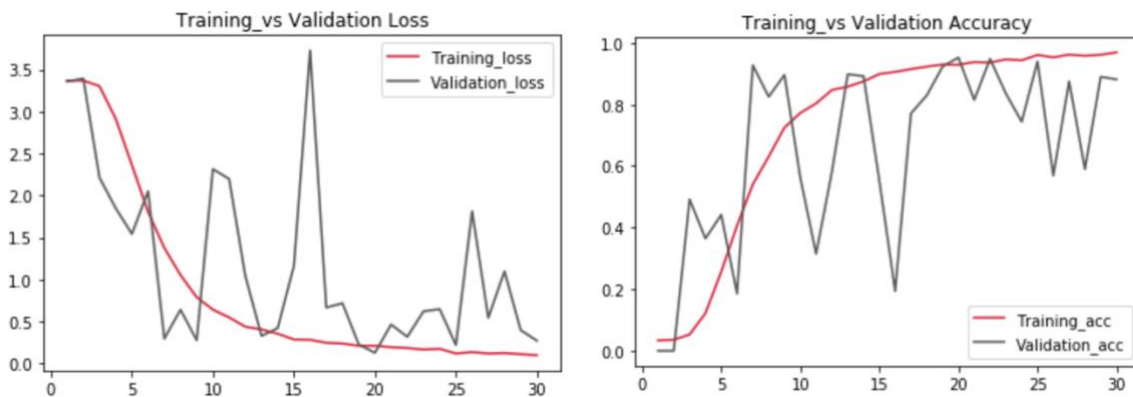 Training_vs Validation Loss
Training_loss
Validation_loss
3.5
3.0
2.5
2.0
1.5
1.0
0.5
0.0
0 5 10 15 20 25 30
Training_vs Validation Accuracy
1.0
0.8
0.6
0.4
0.2
0.0
Training_acc
Validation_acc
0 5 10 15 20 25 30